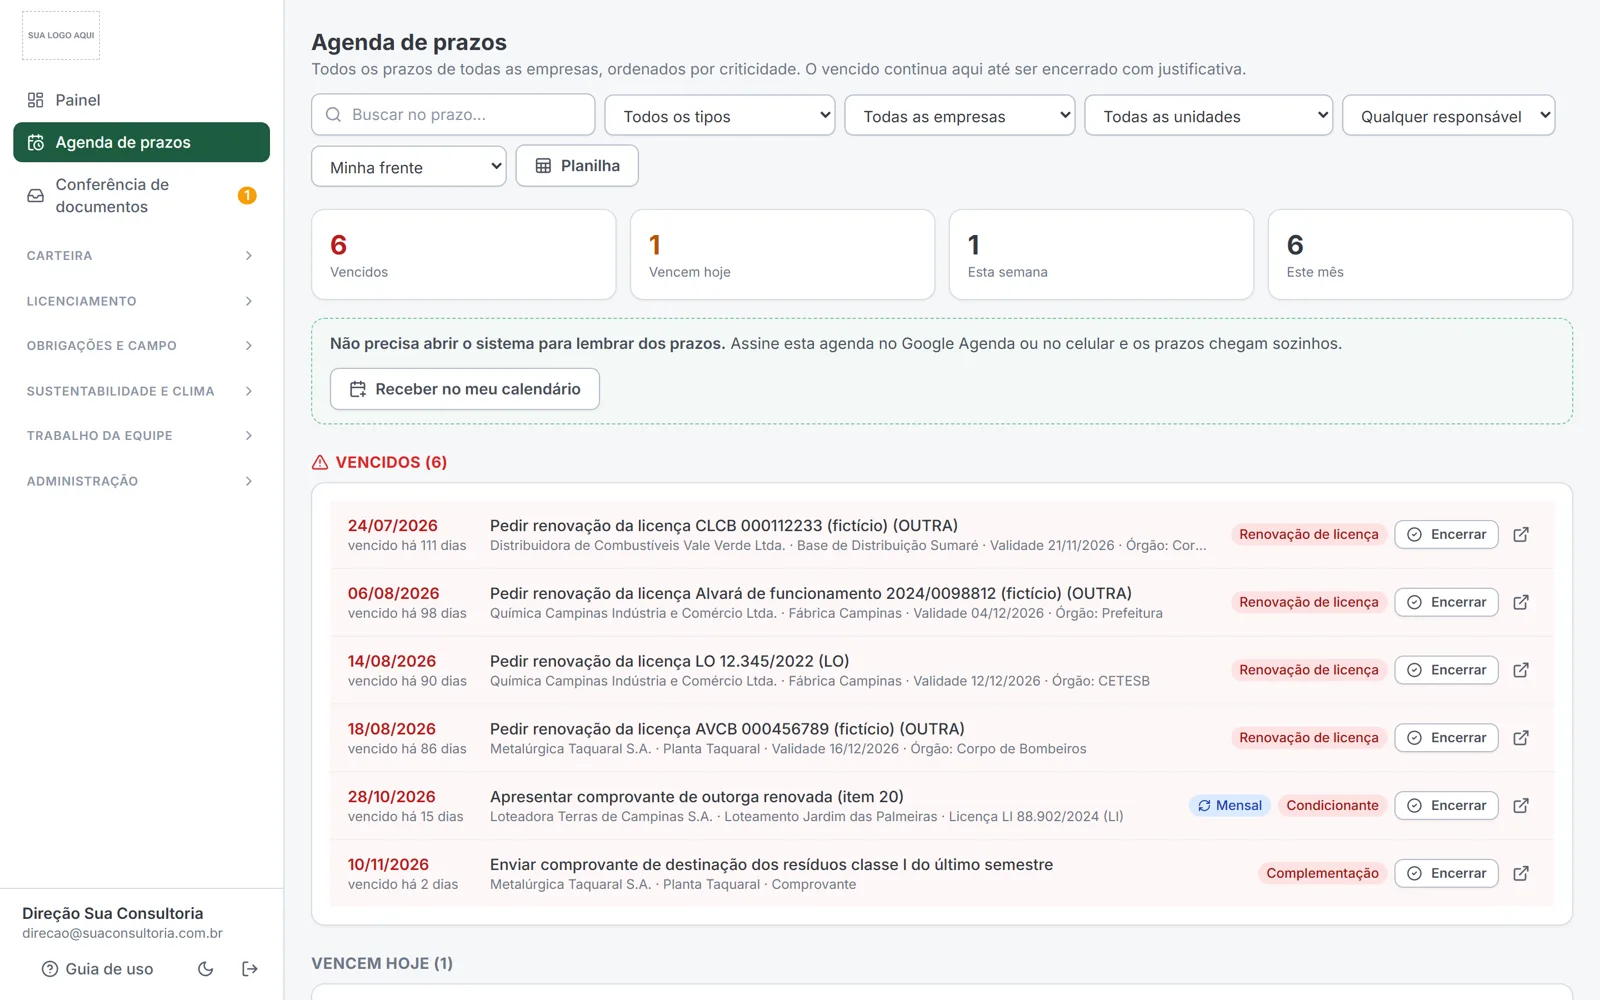 SUA LOGO AQUI
Painel
Agenda de prazos
Conferência de
documentos
1
CARTEIRA
LICENCIAMENTO
OBRIGAÇÕES E CAMPO
SUSTENTABILIDADE E CLIMA
TRABALHO DA EQUIPE
ADMINISTRAÇÃO
Direção Sua Consultoria
direcao@suaconsultoria.com.br
Guia de uso
Agenda de prazos
Todos os prazos de todas as empresas, ordenados por criticidade. O vencido continua aqui até ser encerrado com justificativa.
Buscar no prazo...
Todos os tipos
Todas as empresas
Todas as unidades
Qualquer responsável
Minha frente
Planilha
6
Vencidos
1
Vencem hoje
1
Esta semana
6
Este mês
Não precisa abrir o sistema para lembrar dos prazos. Assine esta agenda no Google Agenda ou no celular e os prazos chegam sozinhos.
Receber no meu calendário
VENCIDOS (6)
24/07/2026
vencido há 111 dias
Pedir renovação da licença CLCB 000112233 (fictício) (OUTRA)
Distribuidora de Combustíveis Vale Verde Ltda. · Base de Distribuição Sumaré · Validade 21/11/2026 · Órgão: Cor...
Renovação de licença
Encerrar
06/08/2026
vencido há 98 dias
Pedir renovação da licença Alvará de funcionamento 2024/0098812 (fictício) (OUTRA)
Química Campinas Indústria e Comércio Ltda. · Fábrica Campinas · Validade 04/12/2026 · Órgão: Prefeitura
Renovação de licença
Encerrar
14/08/2026
vencido há 90 dias
Pedir renovação da licença LO 12.345/2022 (LO)
Química Campinas Indústria e Comércio Ltda. · Fábrica Campinas · Validade 12/12/2026 · Órgão: CETESB
Renovação de licença
Encerrar
18/08/2026
vencido há 86 dias
Pedir renovação da licença AVCB 000456789 (fictício) (OUTRA)
Metalúrgica Taquaral S.A. · Planta Taquaral · Validade 16/12/2026 · Órgão: Corpo de Bombeiros
Renovação de licença
Encerrar
28/10/2026
vencido há 15 dias
Apresentar comprovante de outorga renovada (item 20)
Loteadora Terras de Campinas S.A. · Loteamento Jardim das Palmeiras · Licença LI 88.902/2024 (LI)
Mensal
Condicionante
Encerrar
10/11/2026
vencido há 2 dias
Enviar comprovante de destinação dos resíduos classe I do último semestre
Metalúrgica Taquaral S.A. · Planta Taquaral · Comprovante
Complementação
Encerrar
VENCEM HOJE (1)